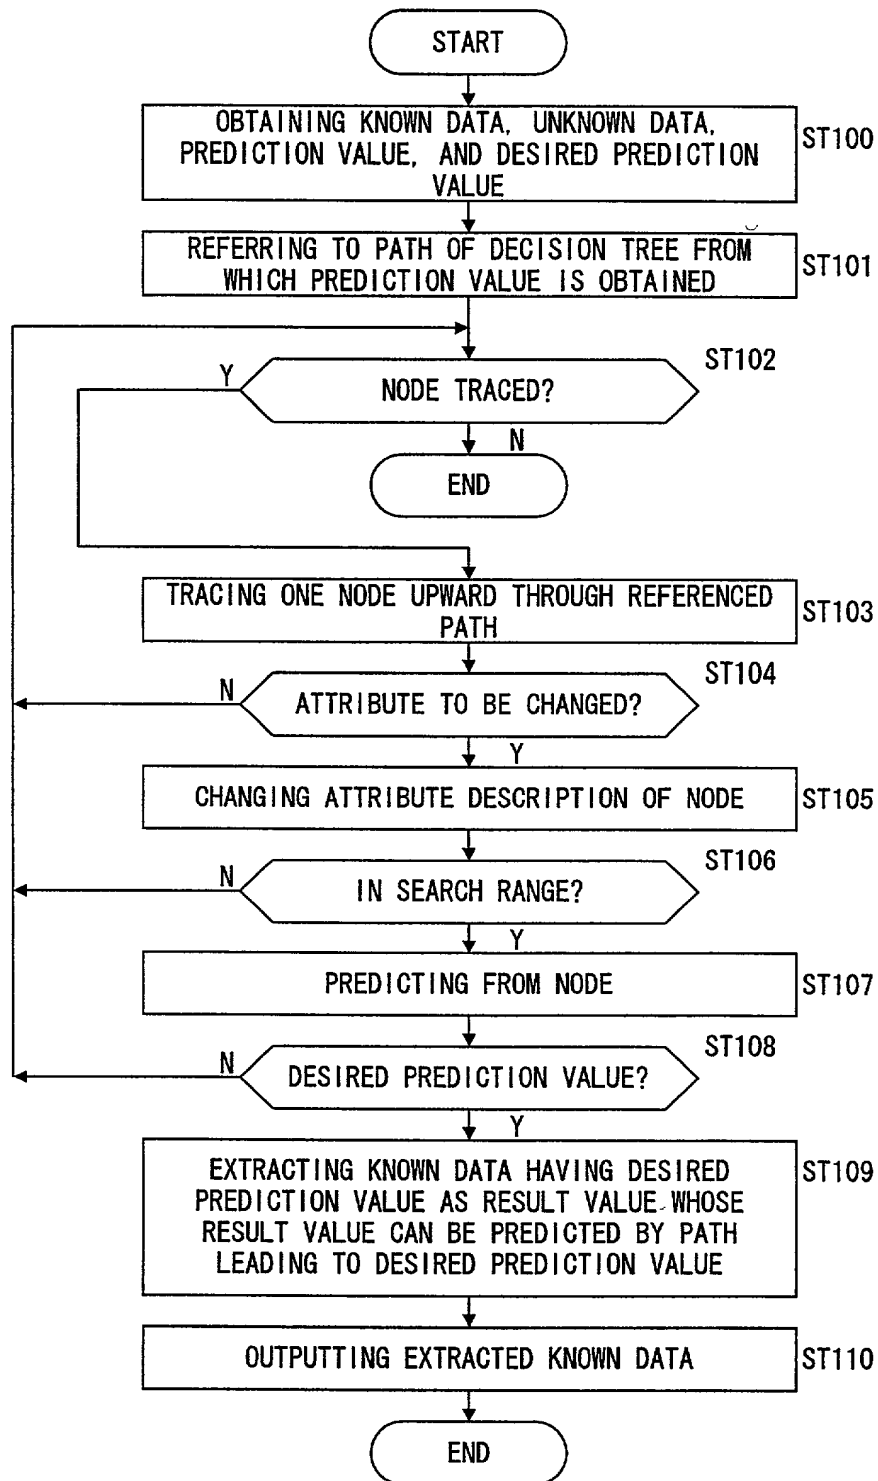 START
OBTAINING KNOWN DATA, UNKNOWN DATA,
PREDICTION VALUE, AND DESIRED PREDICTION
VALUE
ST100
REFERRING TO PATH OF DECISION TREE FROM
WHICH PREDICTION VALUE IS OBTAINED
ST101
ST102
Y
NODE TRACED?
N
END
TRACING ONE NODE UPWARD THROUGH REFERENCED
PATH
ST103
ST104
N
ATTRIBUTE TO BE CHANGED?
Y
CHANGING ATTRIBUTE DESCRIPTION OF NODE
ST105
ST106
N
IN SEARCH RANGE?
Y
PREDICTING FROM NODE
ST107
ST108
N
DESIRED PREDICTION VALUE?
Y
EXTRACTING KNOWN DATA HAVING DESIRED
PREDICTION VALUE AS RESULT VALUE WHOSE
RESULT VALUE CAN BE PREDICTED BY PATH
LEADING TO DESIRED PREDICTION VALUE
ST109
OUTPUTTING EXTRACTED KNOWN DATA
ST110
END